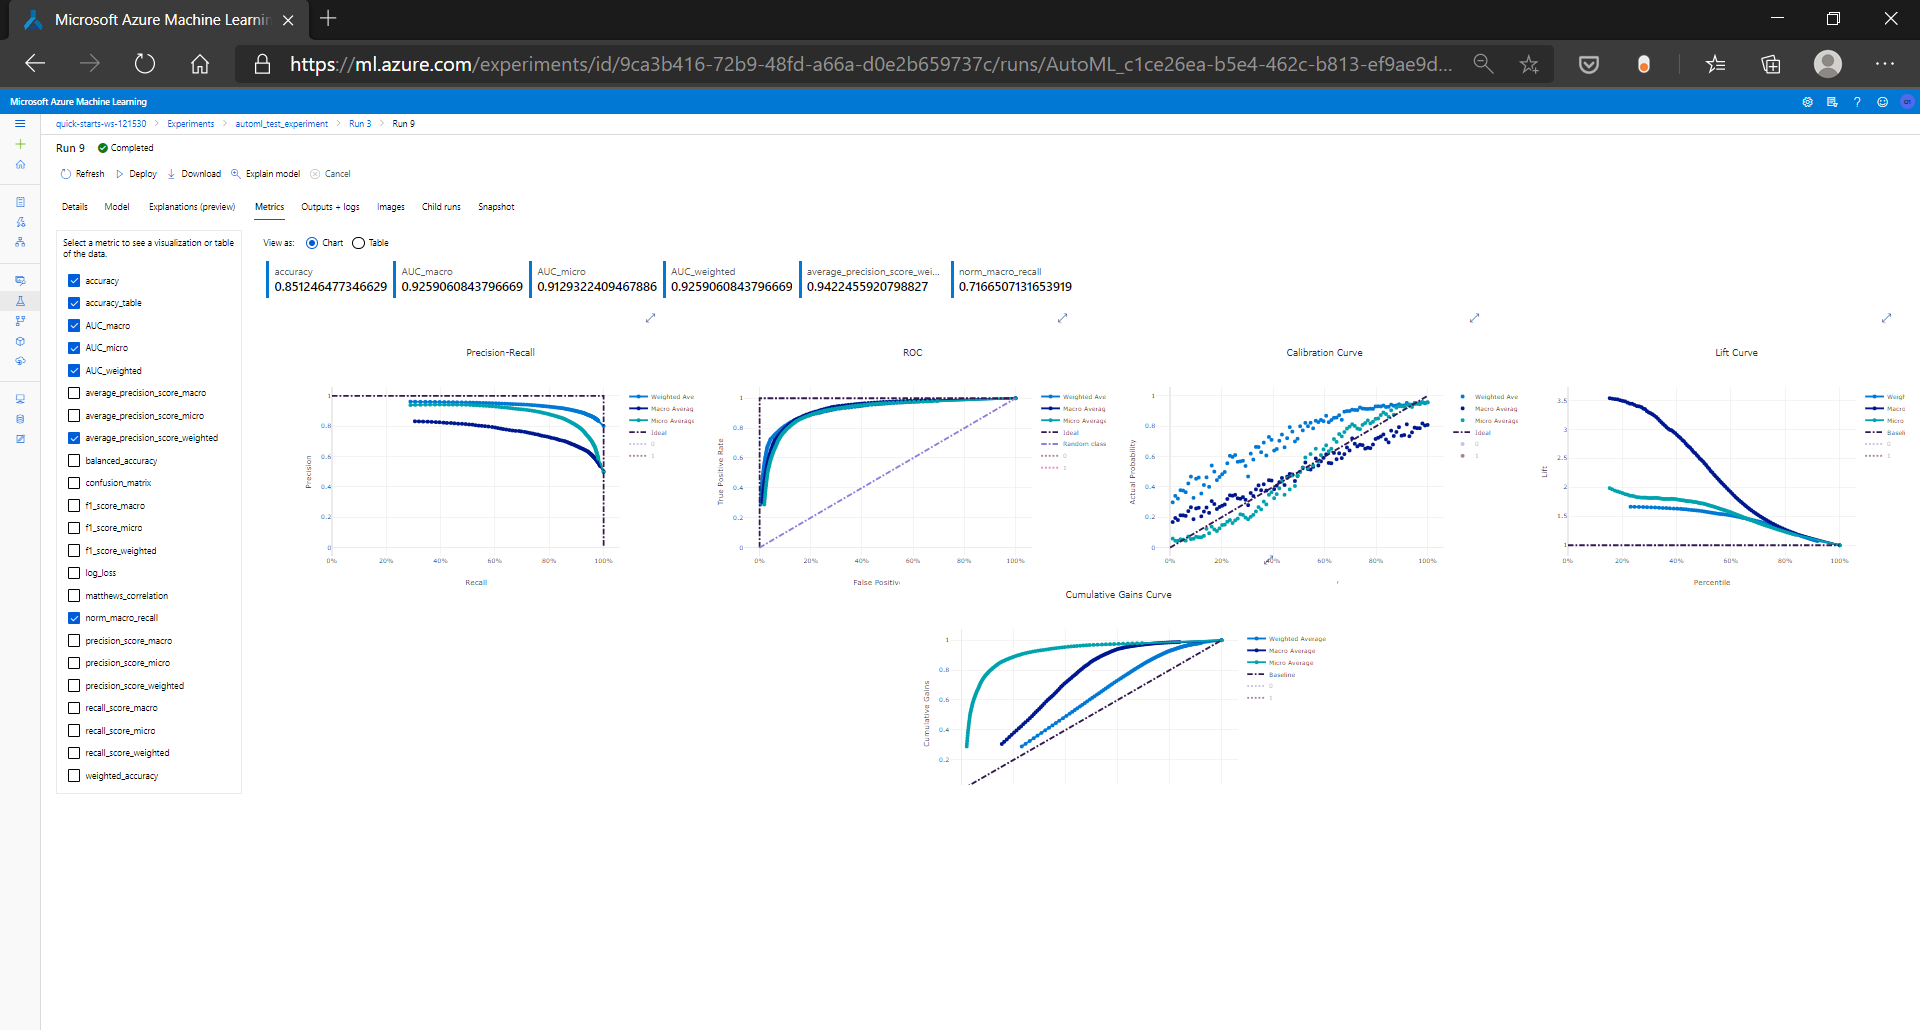 Microsoft Azure Machine Learnin
https://ml.azure.com/experiments/id/9ca3b416-72b9-48fd-a66a-d0e2b659737c/runs/AutoML_c1ce26ea-b5e4-462c-b813-ef9ae9d...
Microsoft Azure Machine Learning
quick-starts-ws-121530 > Experiments > automl_test_experiment > Run 3 > Run 9
Run 9 Completed
Refresh Deploy Download Explain model Cancel
Details Model Explanations (preview) Metrics Outputs + logs Images Child runs Snapshot
Select a metric to see a visualization or table
of the data.
accuracy
accuracy_table
AUC_macro
AUC_micro
AUC_weighted
average_precision_score_macro
average_precision_score_micro
average_precision_score_weighted
balanced_accuracy
confusion_matrix
f1_score_macro
f1_score_micro
f1_score_weighted
log_loss
matthews_correlation
norm_macro_recall
precision_score_macro
precision_score_micro
precision_score_weighted
recall_score_macro
recall_score_micro
recall_score_weighted
weighted_accuracy
View as: Chart Table
accuracy
0.851246477346629
AUC_macro
0.9259060843796669
AUC_micro
0.9129322409467886
AUC_weighted
0.9259060843796669
average_precision_score_wei...
0.9422455920798827
norm_macro_recall
0.7166507131653919
Precision-Recall
Precision
1
0.8
0.6
0.4
0.2
0
0% 20% 40% 60% 80% 100%
Recall
Weighted Ave
Macro Averag
Micro Average
Ideal
0
1
ROC
True Positive Rate
1
0.8
0.6
0.4
0.2
0
0% 20% 40% 60% 80% 100%
False Positiv
Weighted Ave
Macro Averag
Micro Average
Ideal
Random class
0
1
Calibration Curve
Actual Probability
1
0.8
0.6
0.4
0.2
0
0% 20% 40% 60% 80% 100%
Weighted Ave
Macro Averag
Micro Average
Ideal
0
1
Lift Curve
Lift
3.5
3
2.5
2
1.5
1
0% 20% 40% 60% 80% 100%
Percentile
Weigh
Macro
Micro
Baseli
0
1
Cumulative Gains Curve
Cumulative Gains
1
0.8
0.6
0.4
0.2
Weighted Average
Macro Average
Micro Average
Baseline
0
1